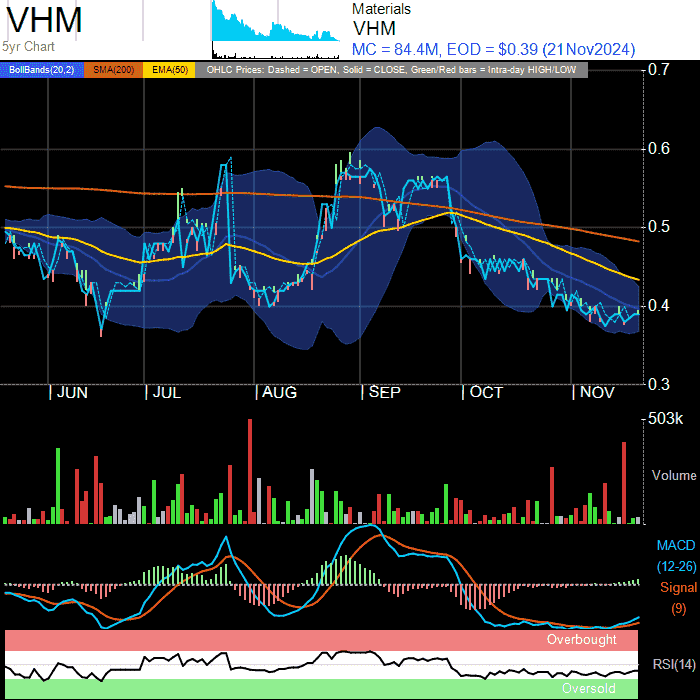 VHM
5yr Chart
Materials
VHM
MC = 84.4M, EOD = $0.39 (21Nov2024)
BollBands(20,2) SMA(200) EMA(50) OHLC Prices: Dashed = OPEN, Solid = CLOSE, Green/Red bars = Intra-day HIGH/LOW
0.7
0.6
0.5
0.4
0.3
JUN JUL AUG SEP OCT NOV
503k
Volume
MACD
(12-26)
Signal
(9)
Overbought
RSI(14)
Oversold